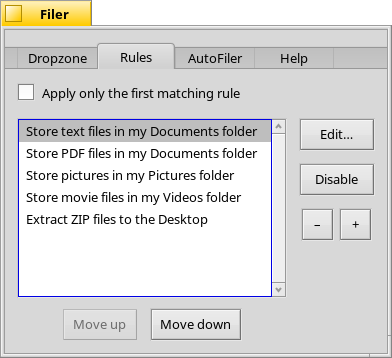 Filer
Dropzone Rules AutoFiler Help
Apply only the first matching rule
Store text files in my Documents folder
Store PDF files in my Documents folder
Store pictures in my Pictures folder
Store movie files in my Videos folder
Extract ZIP files to the Desktop
Edit...
Disable
– +
Move up Move down